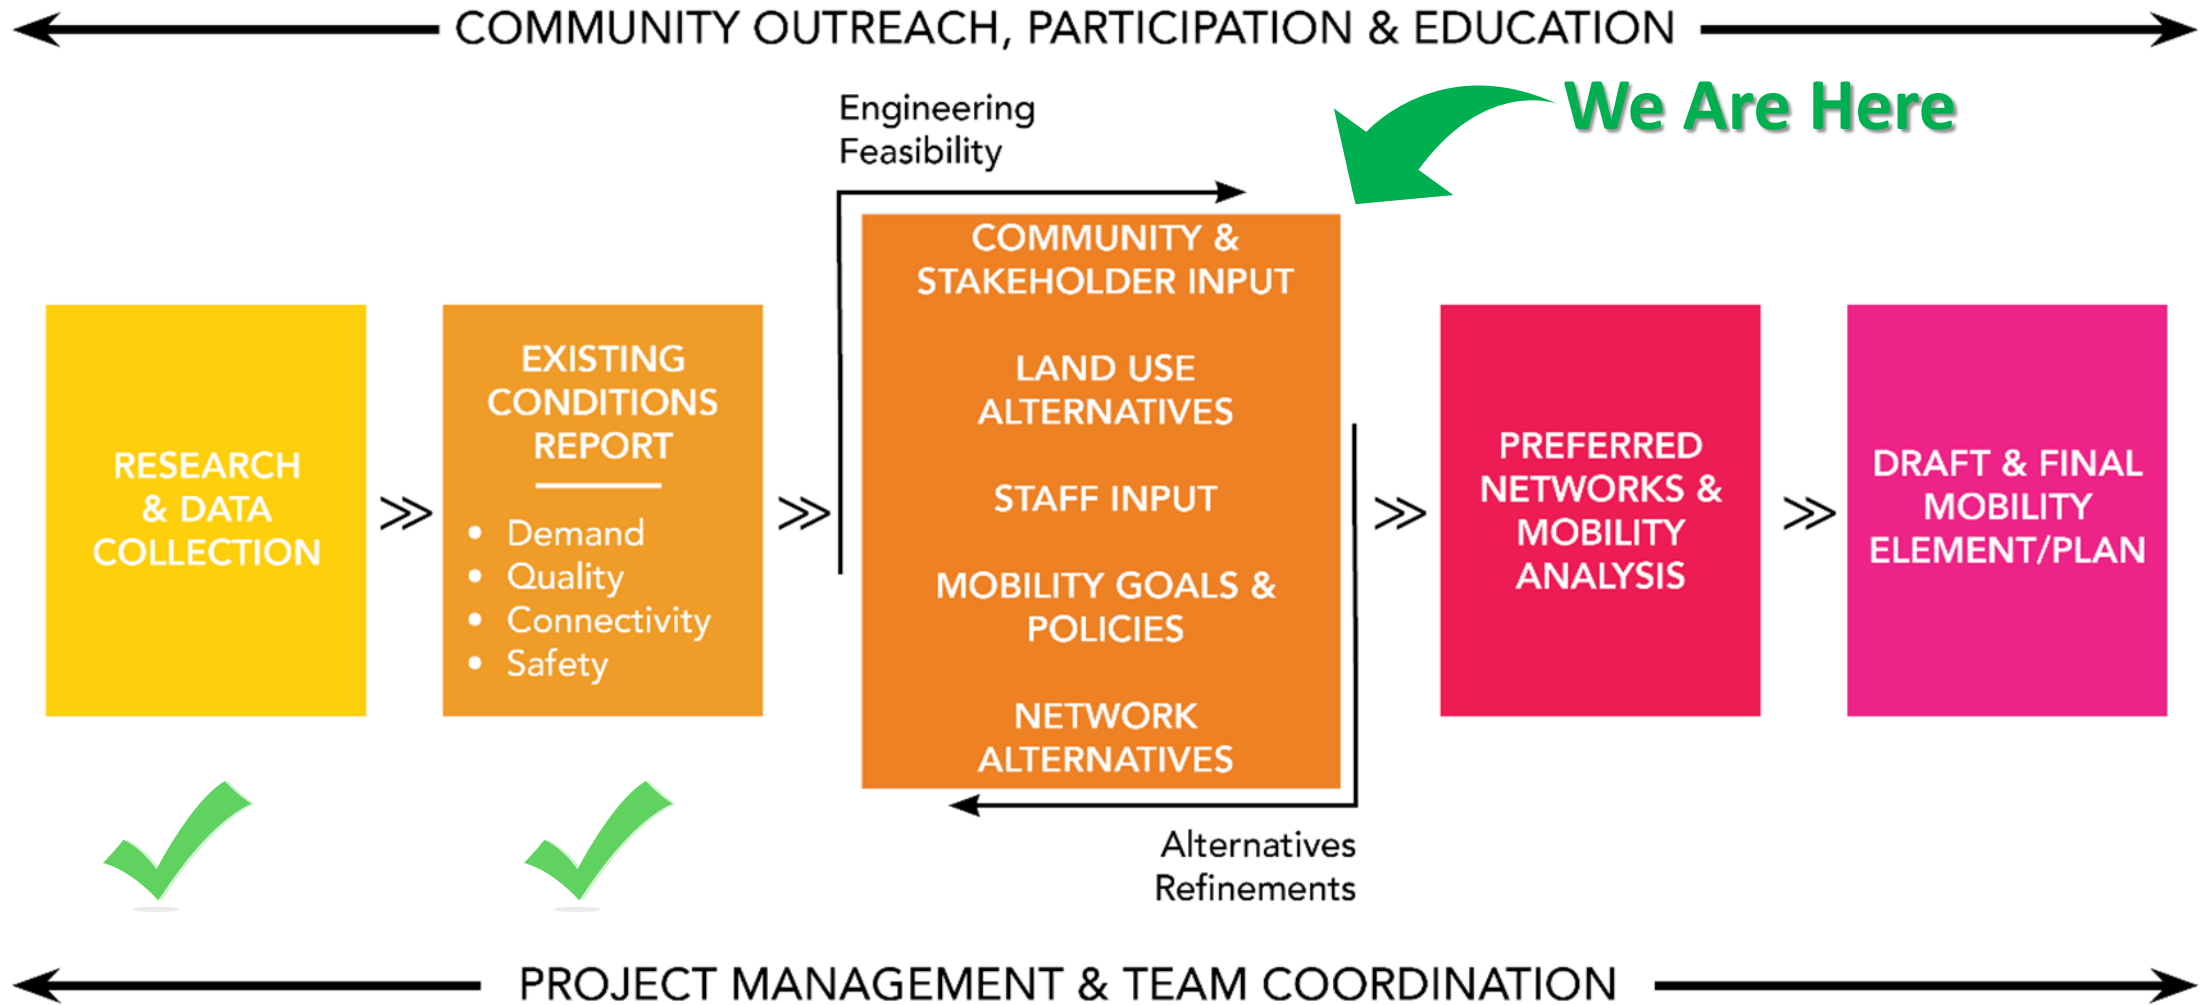 COMMUNITY OUTREACH, PARTICIPATION & EDUCATION
We Are Here
Engineering
Feasibility
RESEARCH
& DATA
COLLECTION
EXISTING
CONDITIONS
REPORT
• Demand
• Quality
• Connectivity
• Safety
COMMUNITY &
STAKEHOLDER INPUT
LAND USE
ALTERNATIVES
STAFF INPUT
MOBILITY GOALS &
POLICIES
NETWORK
ALTERNATIVES
Alternatives
Refinements
PREFERRED
NETWORKS &
MOBILITY
ANALYSIS
DRAFT & FINAL
MOBILITY
ELEMENT/PLAN
PROJECT MANAGEMENT & TEAM COORDINATION